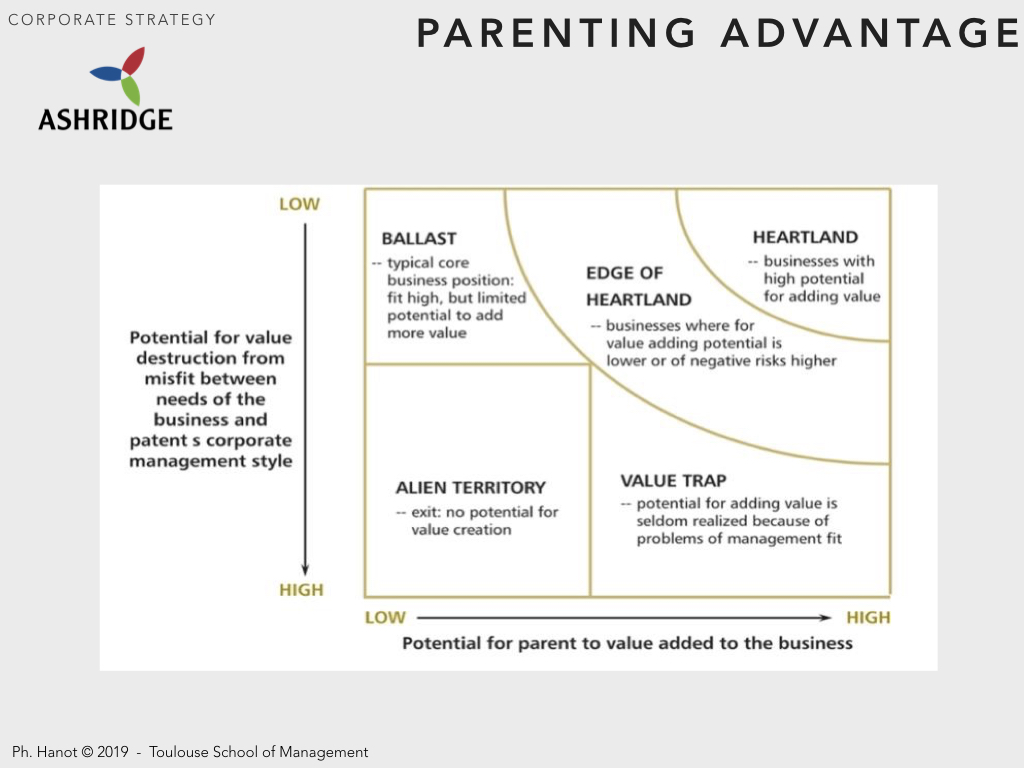 CORPORATE STRATEGY
PARENTING ADVANTAGE
ASHRIDGE
LOW
Potential for value
destruction from
misfit between
needs of the
business and
patent s corporate
management style
HIGH
BALLAST
-- typical core
business position:
fit high, but limited
potential to add
more value
EDGE OF
HEARTLAND
-- businesses where for
value adding potential is
lower or of negative risks higher
HEARTLAND
-- businesses with
high potential
for adding value
ALIEN TERRITORY
-- exit: no potential for
value creation
VALUE TRAP
-- potential for adding value is
seldom realized because of
problems of management fit
LOW
HIGH
Potential for parent to value added to the business
Ph. Hanot © 2019 - Toulouse School of Management